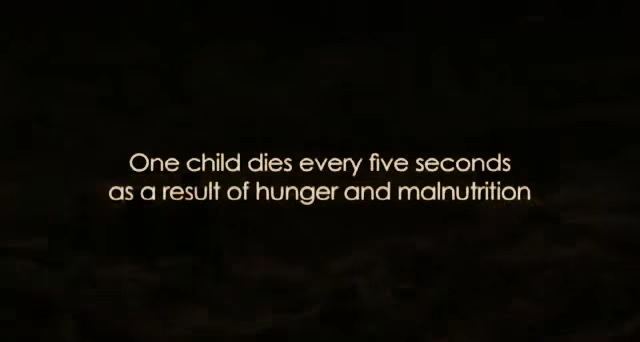 One child dies every five seconds
as a result of hunger and malnutrition